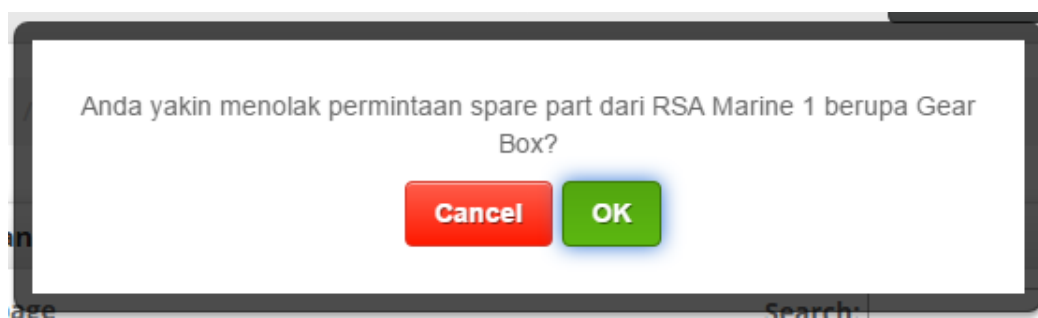 Anda yakin menolak permintaan spare part dari RSA Marine 1 berupa Gear
Box?
Cancel OK
Search: